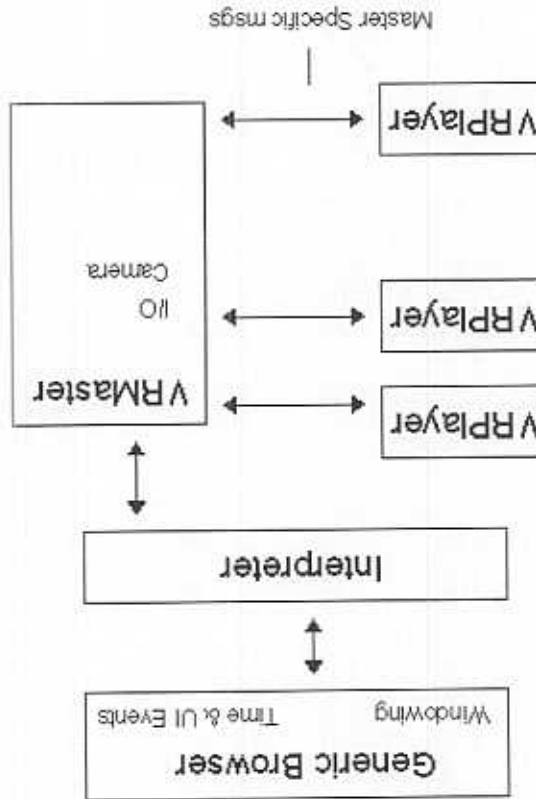 Generic Browser
Windowing
Time & UI Events
Interpreter
VRPlayer
VRMaster
VRPlayer
I/O
Camera
VRPlayer
Master Specific msgs